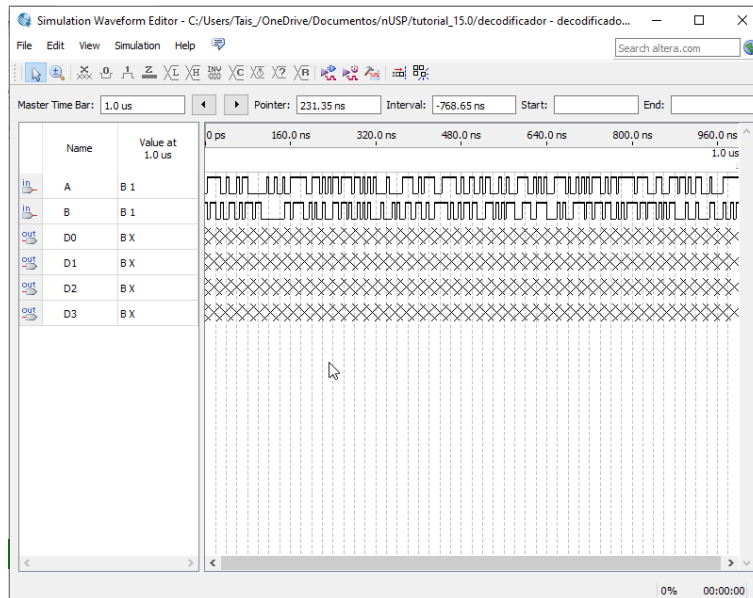 Simulation Waveform Editor - C:/Users/Tais_/OneDrive/Documentos/nUSP/tutorial_15.0/decodificador - decodificado...
File Edit View Simulation Help Search altera.com
Master Time Bar: 1.0 us Pointer: 231.35 ns Interval: -768.65 ns Start: End:
Name Value at 1.0 us 0 ps 160.0 ns 320.0 ns 480.0 ns 640.0 ns 800.0 ns 960.0 ns
1.0 us
in A B 1
in B B 1
out D0 B X
out D1 B X
out D2 B X
out D3 B X
0% 00:00:00